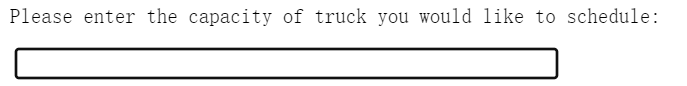 Please enter the capacity of truck you would like to schedule: